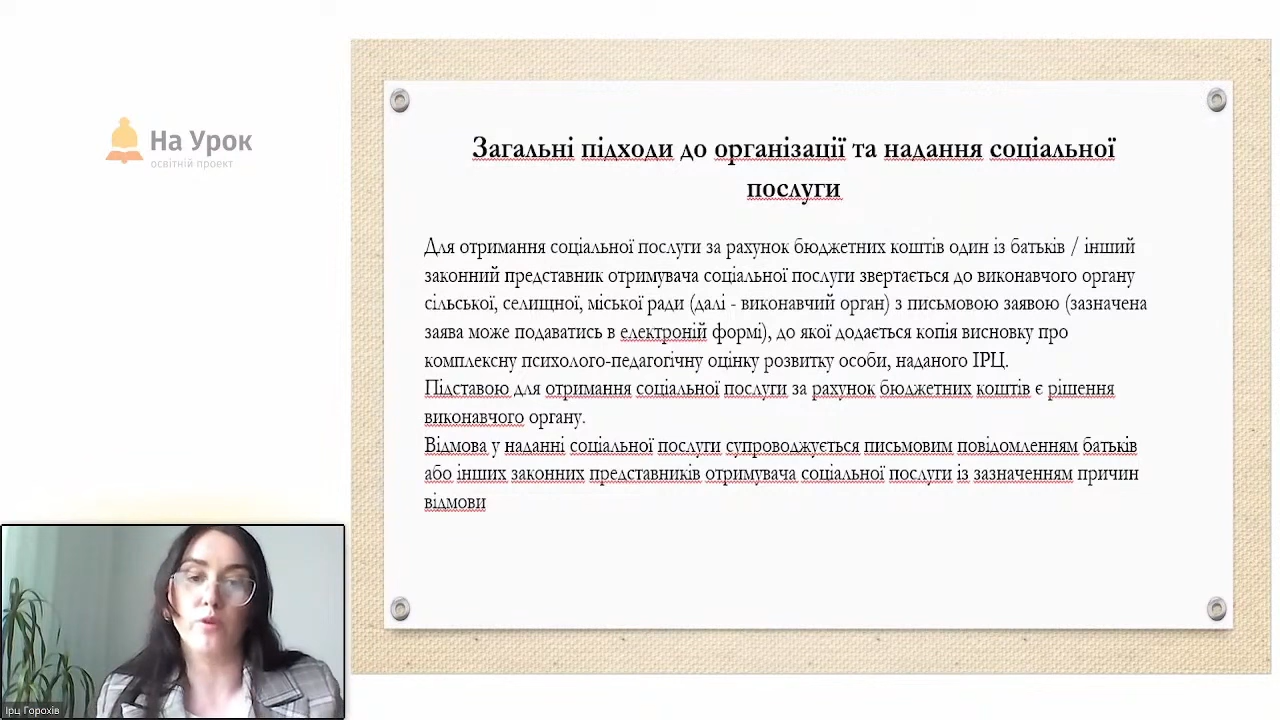 На Урок
освітній проект
Загальні підходи до організації та надання соціальної
послуги
Для отримання соціальної послуги за рахунок бюджетних коштів один із батьків / інший
законний представник отримувача соціальної послуги звертається до виконавчого органу
сільської, селищної, міської ради (далі - виконавчий орган) з письмовою заявою (зазначена
заява може подаватись в електроній формі), до якої додається копія висновку про
комплексну психолого-педагогічну оцінку розвитку особи, наданого ІРЦ.
Підставою для отримання соціальної послуги за рахунок бюджетних коштів є рішення
виконавчого органу.
Відмова у наданні соціальної послуги супроводжується письмовим повідомленням батьків
або інших законних представників отримувача соціальної послуги із зазначенням причин
відмови
Ірц Горохів